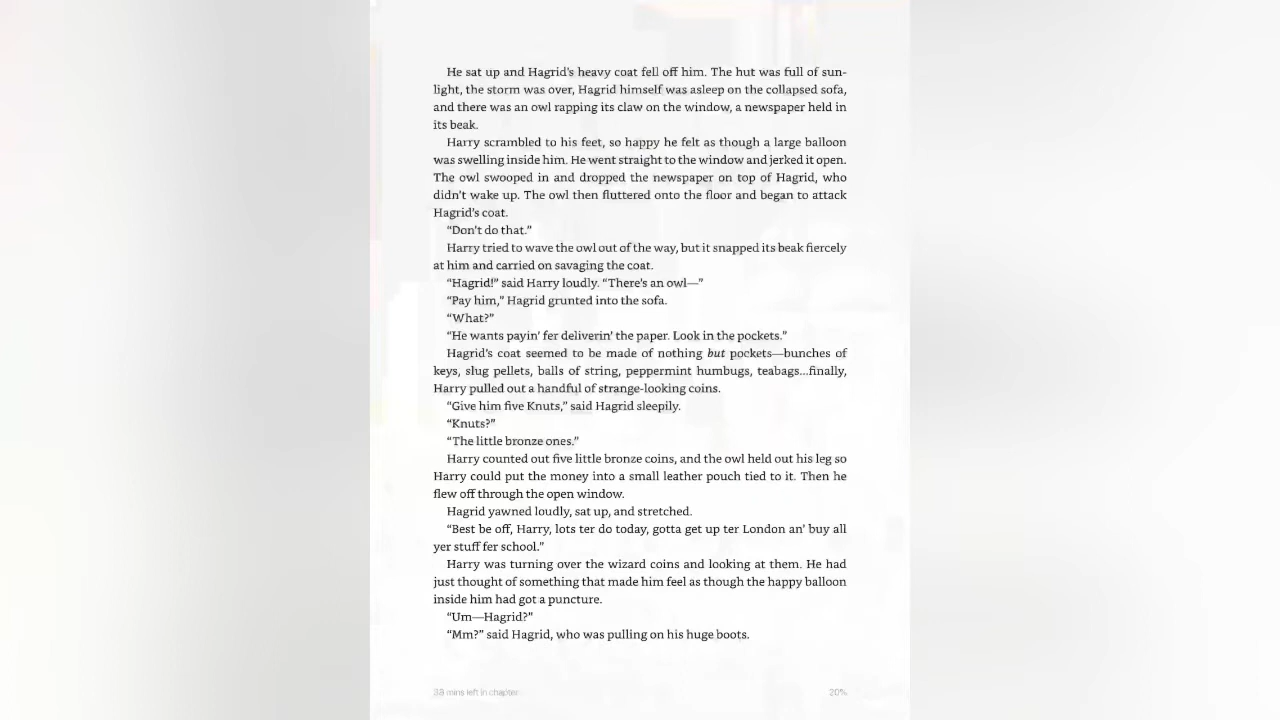 He sat up and Hagrid's heavy coat fell off him. The hut was full of sun-
light, the storm was over, Hagrid himself was asleep on the collapsed sofa,
and there was an owl rapping its claw on the window, a newspaper held in
its beak.
Harry scrambled to his feet, so happy he felt as though a large balloon
was swelling inside him. He went straight to the window and jerked it open.
The owl swooped in and dropped the newspaper on top of Hagrid, who
didn't wake up. The owl then fluttered onto the floor and began to attack
Hagrid's coat.
“Don't do that.”
Harry tried to wave the owl out of the way, but it snapped its beak fiercely
at him and carried on savaging the coat.
“Hagrid!” said Harry loudly. “There's an owl—”
“Pay him,” Hagrid grunted into the sofa.
“What?”
“He wants payin' fer deliverin' the paper. Look in the pockets.”
Hagrid's coat seemed to be made of nothing but pockets—bunches of
keys, slug pellets, balls of string, peppermint humbugs, teabags...finally,
Harry pulled out a handful of strange-looking coins.
“Give him five Knuts,” said Hagrid sleepily.
“Knuts?”
“The little bronze ones.”
Harry counted out five little bronze coins, and the owl held out his leg so
Harry could put the money into a small leather pouch tied to it. Then he
flew off through the open window.
Hagrid yawned loudly, sat up, and stretched.
“Best be off, Harry, lots ter do today, gotta get up ter London an' buy all
yer stuff fer school.”
Harry was turning over the wizard coins and looking at them. He had
just thought of something that made him feel as though the happy balloon
inside him had got a puncture.
“Um—Hagrid?”
“Mm?” said Hagrid, who was pulling on his huge boots.
39 mins left in chapter 20%